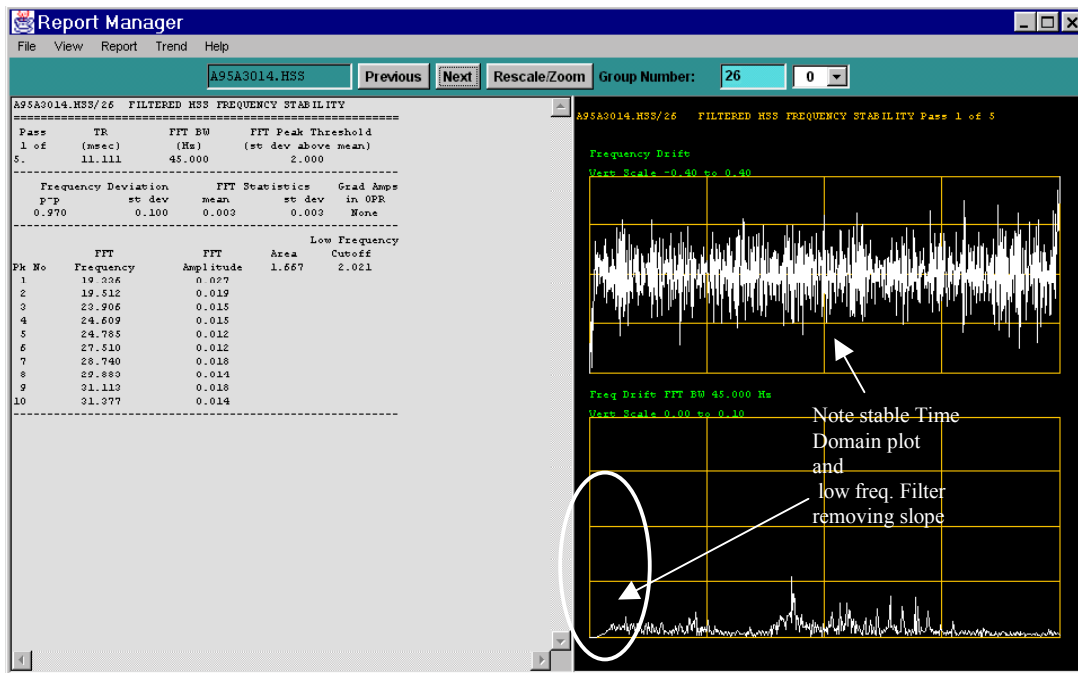 Report Manager
File View Report Trend Help
A95A3014.HSS Previous Next Rescale/Zoom Group Number: 26 0
A95A3014.HSS/26 FILTERED HSS FREQUENCY STABILITY
Pass TR FFT BW FFT Peak Threshold
1 of (msec) (Hz) (st dev above mean)
5. 11.111 45.000 2.000
Frequency Deviation FFT Statistics Grad Amps
p-p st dev mean st dev in OPR
0.970 0.100 0.003 0.003 None
Low Frequency
FFT FFT Area Cutoff
Pk No Frequency Amplitude 1.667 2.021
1 19.336 0.027
2 19.512 0.019
3 23.906 0.015
4 24.609 0.015
5 24.785 0.012
6 27.510 0.012
7 28.740 0.018
8 29.883 0.014
9 31.113 0.018
10 31.377 0.014
A95A3014.HSS/26 FILTERED HSS FREQUENCY STABILITY Pass 1 of 5
Frequency Drift
Vert Scale -0.40 to 0.40
Freq Drift FFT BW 45.000 Hz
Vert Scale 0.00 to 0.10
Note stable Time
Domain plot
and
low freq. Filter
removing slope